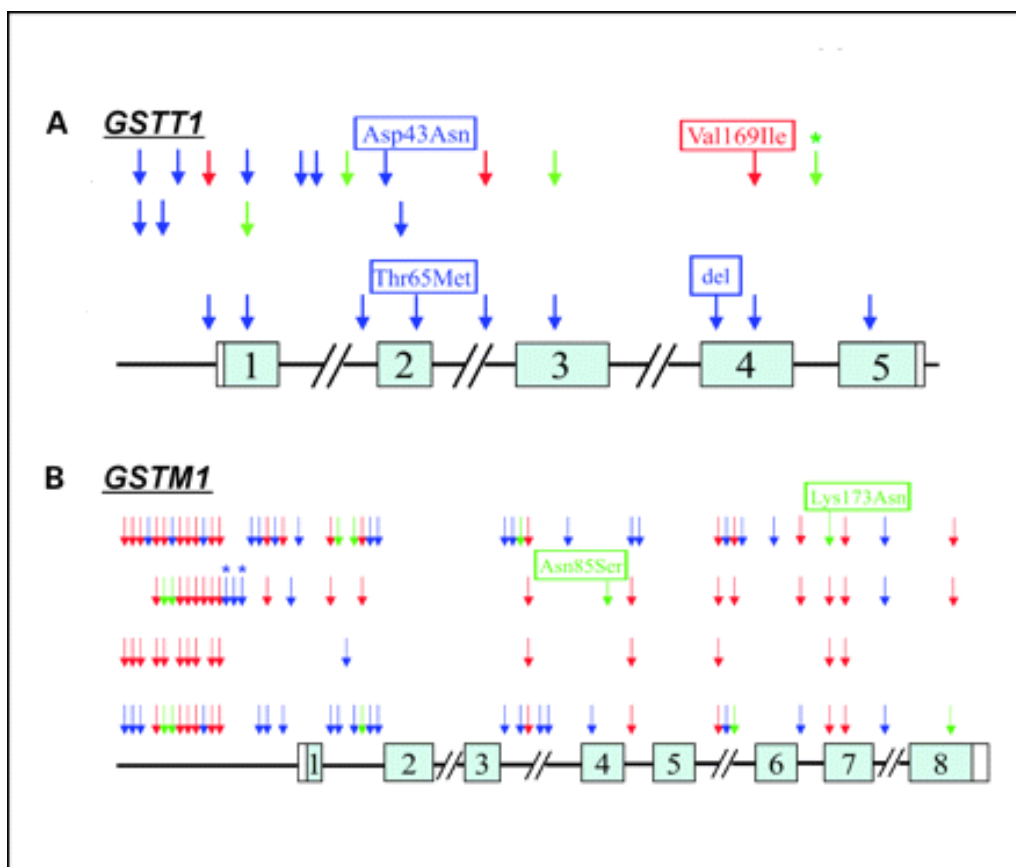 A GSTT1
Asp43Asn Val169Ile *
Thr65Met del
1 2 3 4 5
B GSTM1
Lys173Asn
* * Asn85Ser
1 2 3 4 5 6 7 8